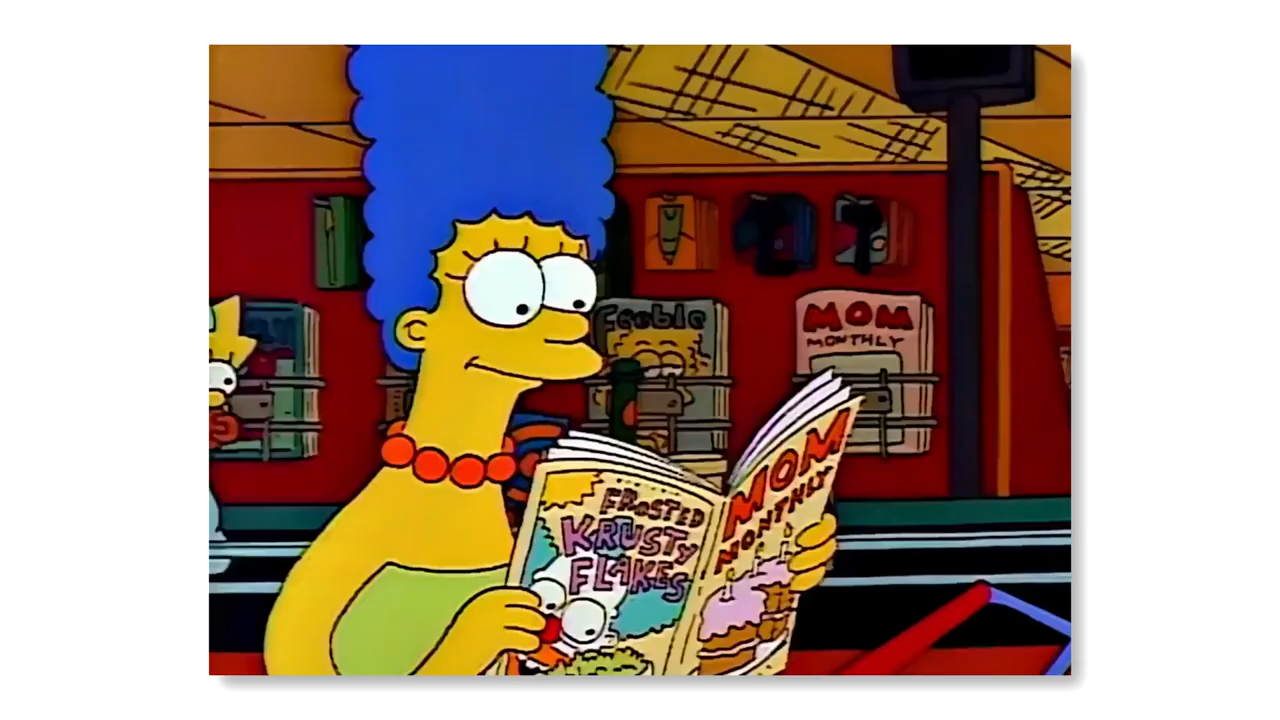 Feeble
MOM
MONTHLY
FROSTED
KRUSTY
FLAKES
MOM
MONTHLY